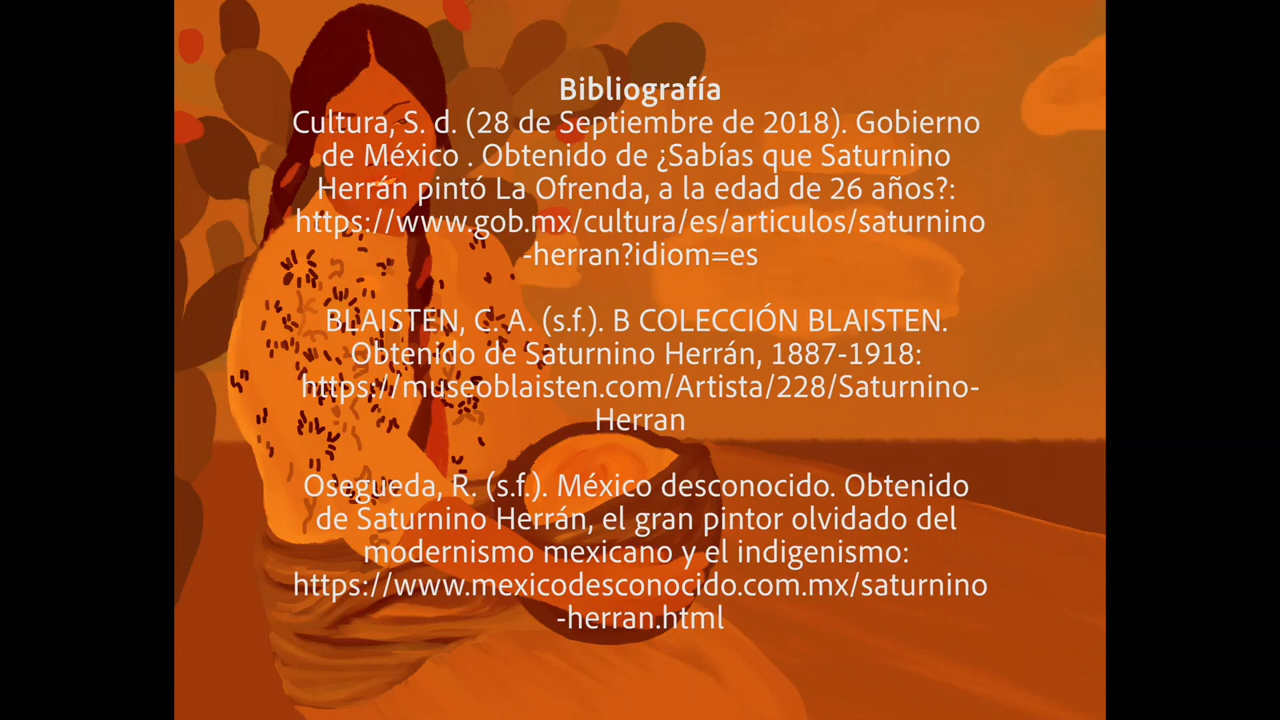 Bibliografía
Cultura, S. d. (28 de Septiembre de 2018). Gobierno
de México . Obtenido de ¿Sabías que Saturnino
Herrán pintó La Ofrenda, a la edad de 26 años?:
https://www.gob.mx/cultura/es/articulos/saturnino
-herran?idiom=es
BLAISTEN, C. A. (s.f.). B COLECCIÓN BLAISTEN.
Obtenido de Saturnino Herrán, 1887-1918:
https://museoblaisten.com/Artista/228/Saturnino-
Herran
Osegueda, R. (s.f.). México desconocido. Obtenido
de Saturnino Herrán, el gran pintor olvidado del
modernismo mexicano y el indigenismo:
https://www.mexicodesconocido.com.mx/saturnino
-herran.html